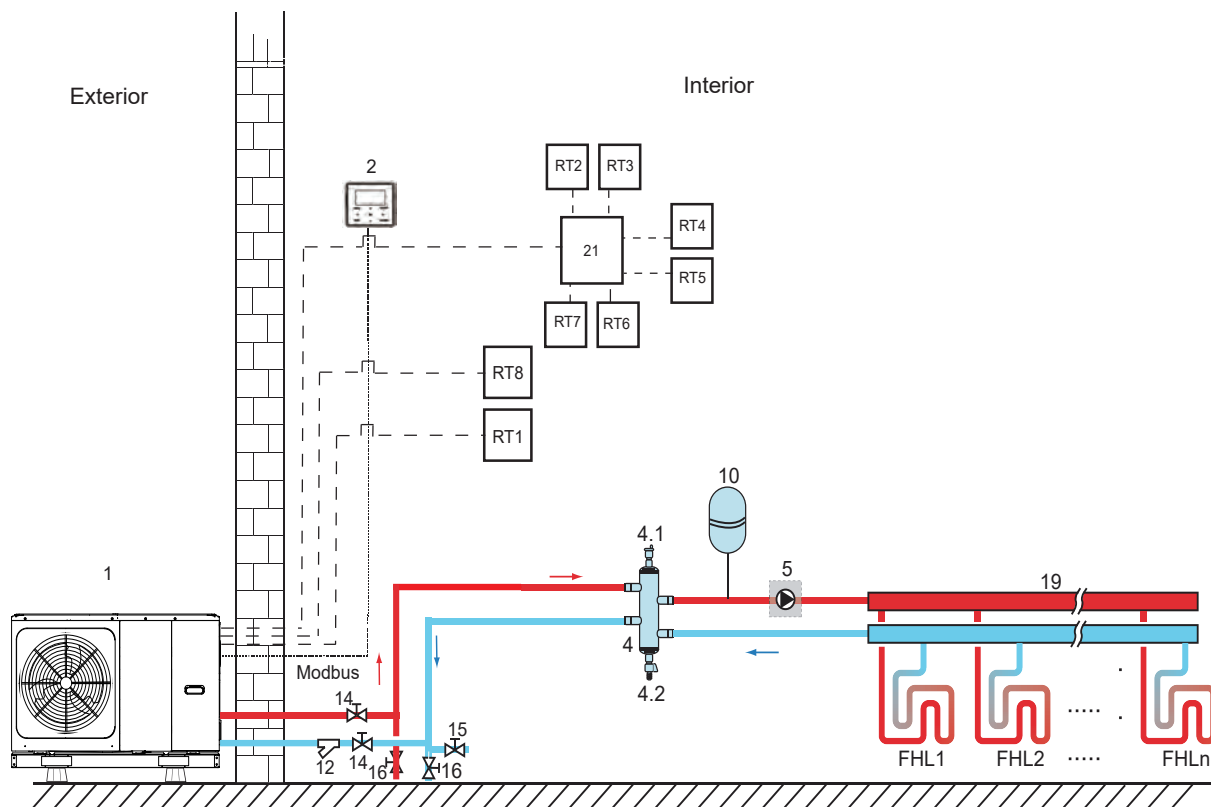 Exterior
Interior
2
RT2
RT3
RT4
21
RT5
RT7
RT6
RT8
RT1
10
4.1
1
5
19
4
Modbus
4.2
14
15
12
14
16
16
FHL1
FHL2
.....
FHLn